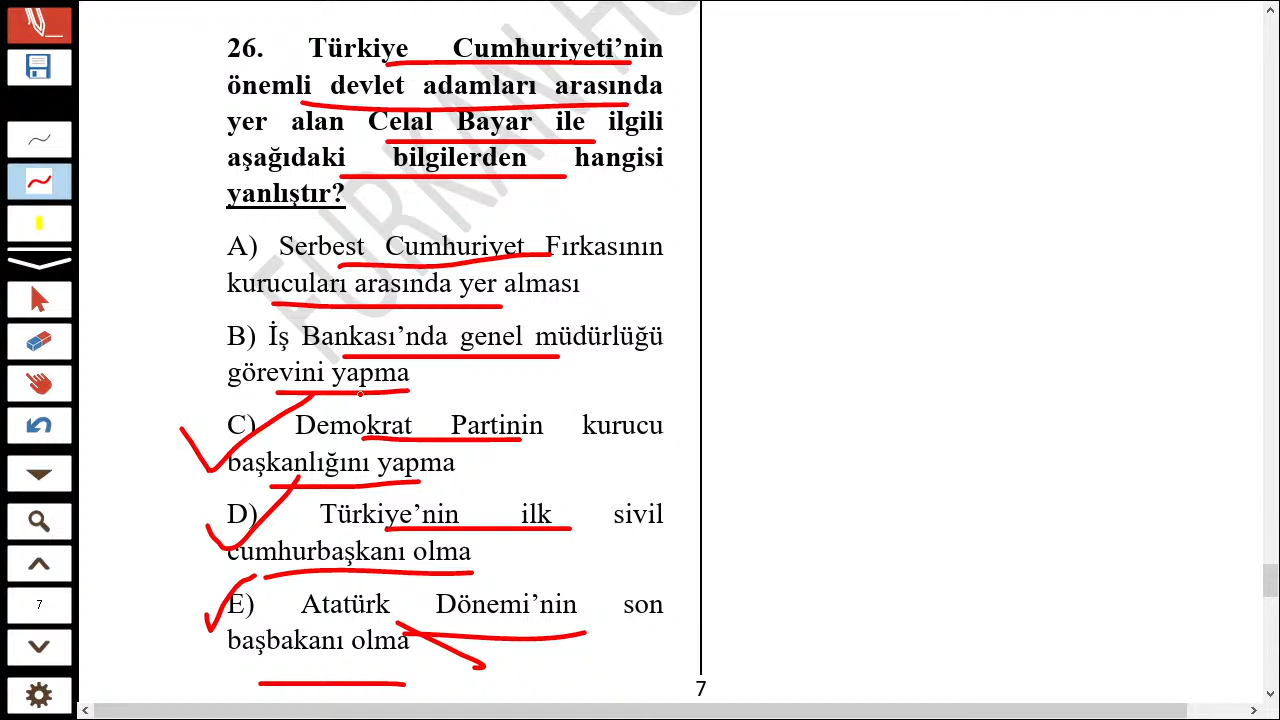 26. Türkiye Cumhuriyeti’nin
önemli devlet adamları arasında
yer alan Celal Bayar ile ilgili
aşağıdaki bilgilerden hangisi
yanlıştır?
A) Serbest Cumhuriyet Fırkasının
kurucuları arasında yer alması
B) İş Bankası’nda genel müdürlüğü
görevini yapma
C) Demokrat Partinin kurucu
başkanlığını yapma
D) Türkiye’nin ilk sivil
cumhurbaşkanı olma
E) Atatürk Dönemi’nin son
başbakanı olma
7
7
FURKAN